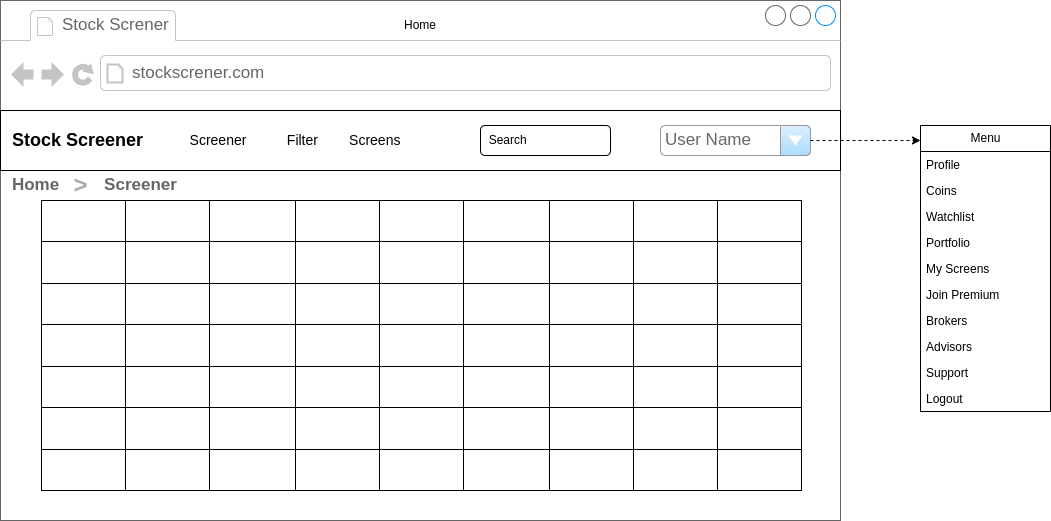 Stock Screner
Home
stockscrener.com
Stock Screener
Screener
Filter
Screens
Search
User Name
Home > Screener
Menu
Profile
Coins
Watchlist
Portfolio
My Screens
Join Premium
Brokers
Advisors
Support
Logout